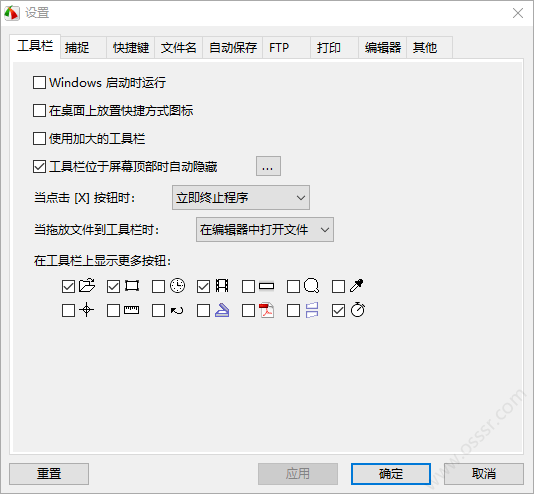 设置
工具栏 捕捉 快捷键 文件名 自动保存 FTP 打印 编辑器 其他
Windows 启动时运行
在桌面上放置快捷方式图标
使用加大的工具栏
工具栏位于屏幕顶部时自动隐藏 ...
当点击 [X] 按钮时: 立即终止程序
当拖放文件到工具栏时: 在编辑器中打开文件
在工具栏上显示更多按钮:
重置 应用 确定 取消
www.osssr.com